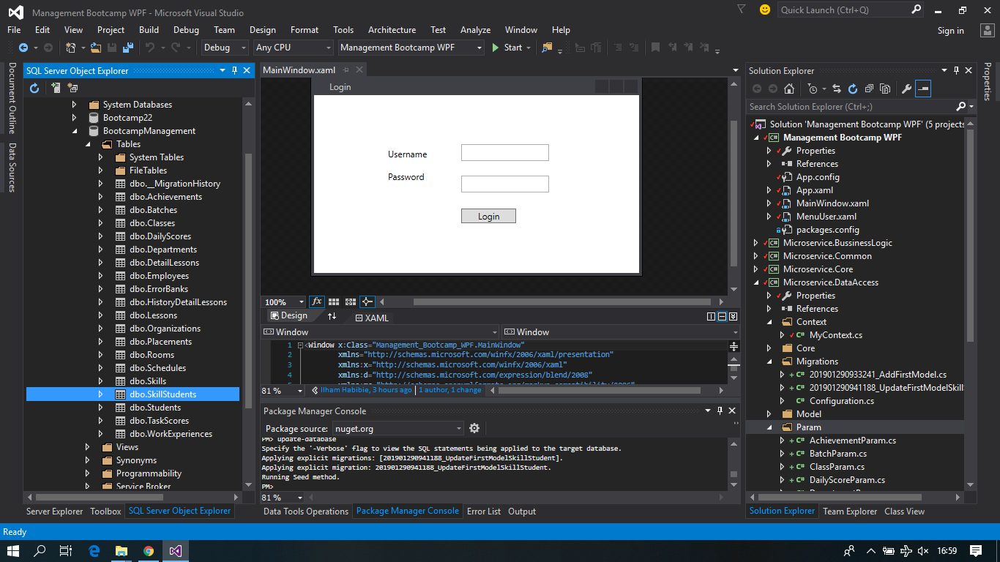 Management Bootcamp WPF - Microsoft Visual Studio
Quick Launch (Ctrl+Q)
File Edit View Project Build Debug Team Design Format Tools Architecture Test Analyze Window Help
Sign in
Debug Any CPU Management Bootcamp WPF Start
Document Outline
Data Sources
SQL Server Object Explorer
System Databases
Bootcamp22
BootcampManagement
Tables
System Tables
FileTables
dbo.__MigrationHistory
dbo.Achievements
dbo.Batches
dbo.Classes
dbo.DailyScores
dbo.Departments
dbo.DetailLessons
dbo.Employees
dbo.ErrorBanks
dbo.HistoryDetailLessons
dbo.Lessons
dbo.Organizations
dbo.Placements
dbo.Rooms
dbo.Schedules
dbo.Skills
dbo.SkillStudents
dbo.Students
dbo.TaskScores
dbo.WorkExperiences
Views
Synonyms
Programmability
Service Broker
Server Explorer Toolbox SQL Server Object Explorer
MainWindow.xaml
Login
Username
Password
Login
100%
Design XAML
Window Window
1 <Window x:Class="Management_Bootcamp_WPF.MainWindow"
2 xmlns="http://schemas.microsoft.com/winfx/2006/xaml/presentation"
3 xmlns:x="http://schemas.microsoft.com/winfx/2006/xaml"
4 xmlns:d="http://schemas.microsoft.com/expression/blend/2008"
81 % Ilham Habibie, 3 hours ago | 1 author, 1 change
Package Manager Console
Package source: nuget.org
PM> update-database
Specify the '-Verbose' flag to view the SQL statements being applied to the target database.
Applying explicit migrations: [201901290941188_UpdateFirstModelSkillStudent].
Applying explicit migration: 201901290941188_UpdateFirstModelSkillStudent.
Running Seed method.
PM>
81 %
Data Tools Operations Package Manager Console Error List Output
Solution Explorer
Search Solution Explorer (Ctrl+;)
Solution 'Management Bootcamp WPF' (5 projects
Management Bootcamp WPF
Properties
References
App.config
App.xaml
MainWindow.xaml
MenuUser.xaml
packages.config
Microservice.BussinessLogic
Microservice.Common
Microservice.Core
Microservice.DataAccess
Properties
References
Context
MyContext.cs
Core
Migrations
201901290933241_AddFirstModel.cs
201901290941188_UpdateFirstModelSkill
Configuration.cs
Model
Param
AchievementParam.cs
BatchParam.cs
ClassParam.cs
DailyScoreParam.cs
Solution Explorer Team Explorer Class View
Properties
Ready
16:59